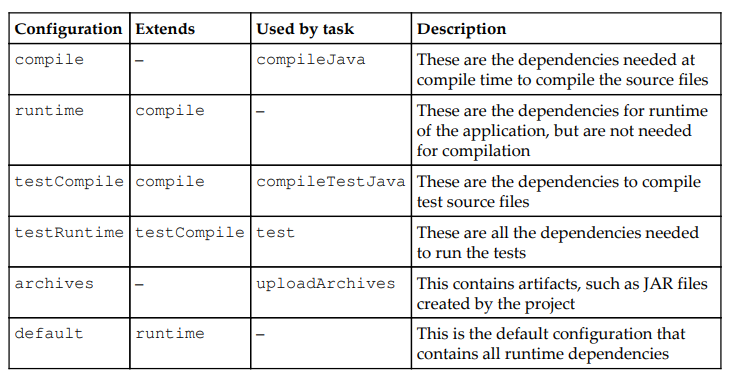 Configuration Extends Used by task Description
compile – compileJava These are the dependencies needed at
compile time to compile the source files
runtime compile – These are the dependencies for runtime
of the application, but are not needed
for compilation
testCompile compile compileTestJava These are the dependencies to compile
test source files
testRuntime testCompile test These are all the dependencies needed
to run the tests
archives – uploadArchives This contains artifacts, such as JAR files
created by the project
default runtime – This is the default configuration that
contains all runtime dependencies